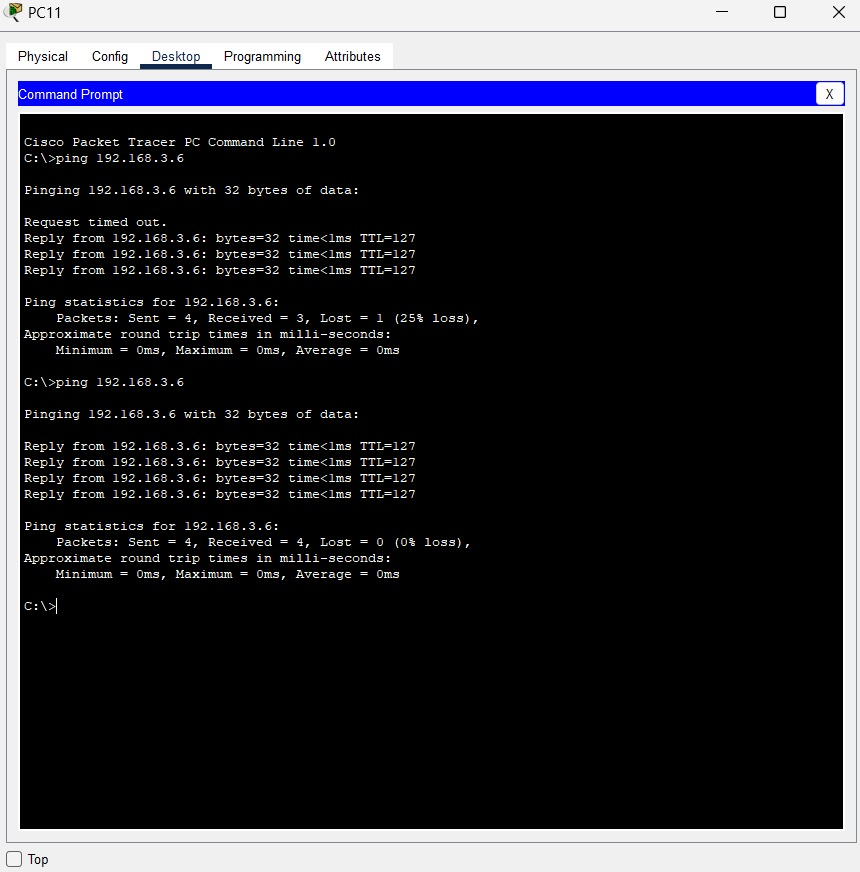 PC11
Physical Config Desktop Programming Attributes
Command Prompt X
Cisco Packet Tracer PC Command Line 1.0
C:\>ping 192.168.3.6
Pinging 192.168.3.6 with 32 bytes of data:
Request timed out.
Reply from 192.168.3.6: bytes=32 time<1ms TTL=127
Reply from 192.168.3.6: bytes=32 time<1ms TTL=127
Reply from 192.168.3.6: bytes=32 time<1ms TTL=127
Ping statistics for 192.168.3.6:
    Packets: Sent = 4, Received = 3, Lost = 1 (25% loss),
Approximate round trip times in milli-seconds:
    Minimum = 0ms, Maximum = 0ms, Average = 0ms
C:\>ping 192.168.3.6
Pinging 192.168.3.6 with 32 bytes of data:
Reply from 192.168.3.6: bytes=32 time<1ms TTL=127
Reply from 192.168.3.6: bytes=32 time<1ms TTL=127
Reply from 192.168.3.6: bytes=32 time<1ms TTL=127
Reply from 192.168.3.6: bytes=32 time<1ms TTL=127
Ping statistics for 192.168.3.6:
    Packets: Sent = 4, Received = 4, Lost = 0 (0% loss),
Approximate round trip times in milli-seconds:
    Minimum = 0ms, Maximum = 0ms, Average = 0ms
C:\>
Top